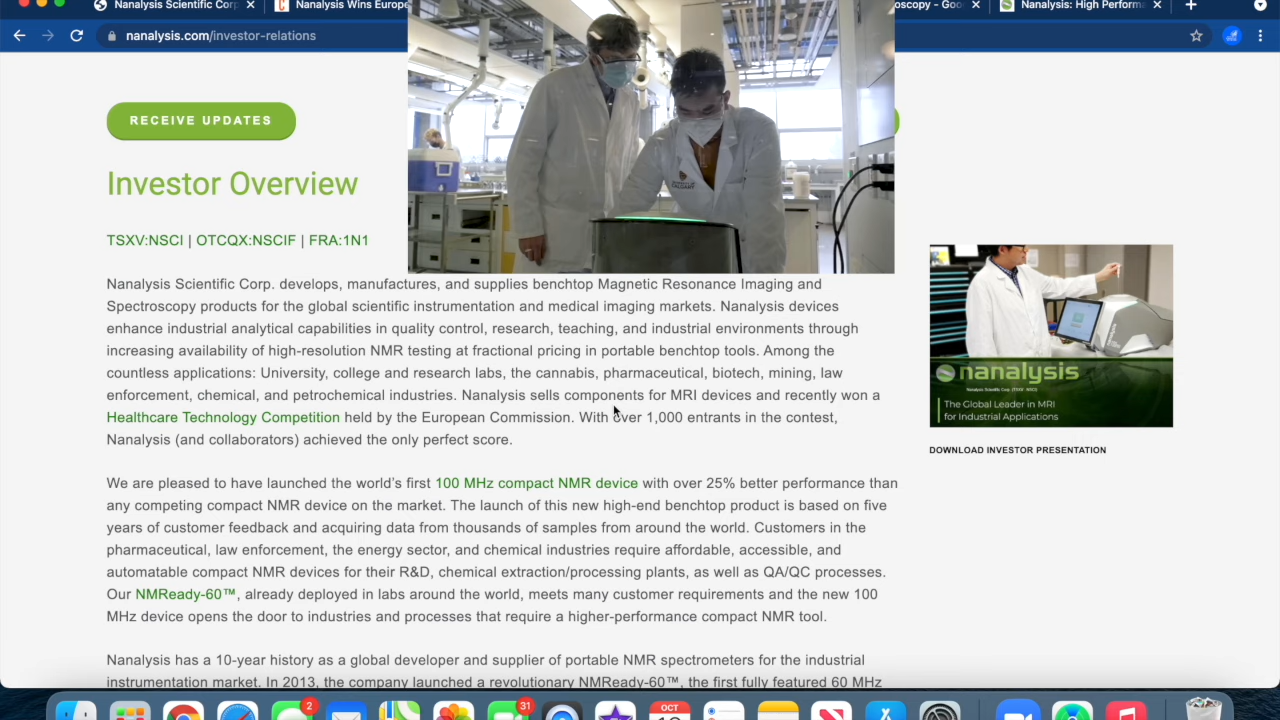 Nanalysis Scientific Corp
Nanalysis Wins Europe
oscopy - Goo
Nanalysis: High Perform
nanalysis.com/investor-relations
RECEIVE UPDATES
Investor Overview
TSXV:NSCI | OTCQX:NSCIF | FRA:1N1
Nanalysis Scientific Corp. develops, manufactures, and supplies benchtop Magnetic Resonance Imaging and
Spectroscopy products for the global scientific instrumentation and medical imaging markets. Nanalysis devices
enhance industrial analytical capabilities in quality control, research, teaching, and industrial environments through
increasing availability of high-resolution NMR testing at fractional pricing in portable benchtop tools. Among the
countless applications: University, college and research labs, the cannabis, pharmaceutical, biotech, mining, law
enforcement, chemical, and petrochemical industries. Nanalysis sells components for MRI devices and recently won a
Healthcare Technology Competition held by the European Commission. With over 1,000 entrants in the contest,
Nanalysis (and collaborators) achieved the only perfect score.
We are pleased to have launched the world's first 100 MHz compact NMR device with over 25% better performance than
any competing compact NMR device on the market. The launch of this new high-end benchtop product is based on five
years of customer feedback and acquiring data from thousands of samples from around the world. Customers in the
pharmaceutical, law enforcement, the energy sector, and chemical industries require affordable, accessible, and
automatable compact NMR devices for their R&D, chemical extraction/processing plants, as well as QA/QC processes.
Our NMReady-60™, already deployed in labs around the world, meets many customer requirements and the new 100
MHz device opens the door to industries and processes that require a higher-performance compact NMR tool.
Nanalysis has a 10-year history as a global developer and supplier of portable NMR spectrometers for the industrial
instrumentation market. In 2013, the company launched a revolutionary NMReady-60™, the first fully featured 60 MHz
nanalysis
Nanalysis Scientific Corp. (TSXV: NSCI)
The Global Leader in MRI
for Industrial Applications
DOWNLOAD INVESTOR PRESENTATION
CALGARY
2
31
OCT